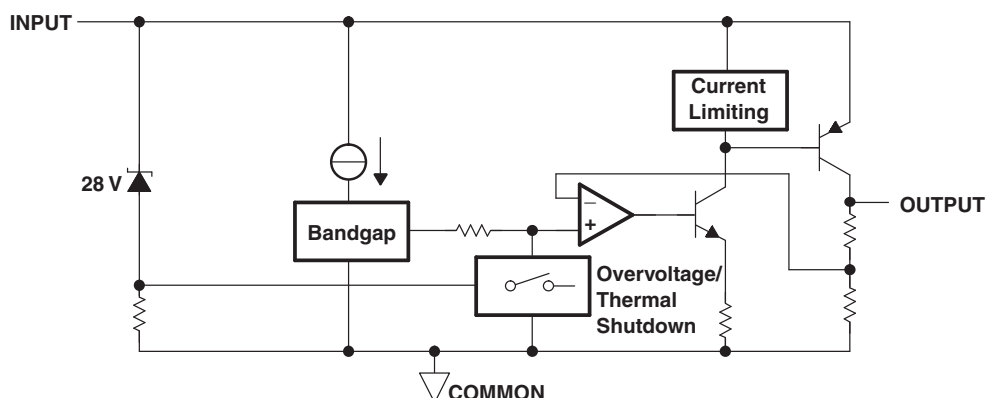 INPUT
Current
Limiting
28 V
OUTPUT
Bandgap
−
+
Overvoltage/
Thermal
Shutdown
COMMON